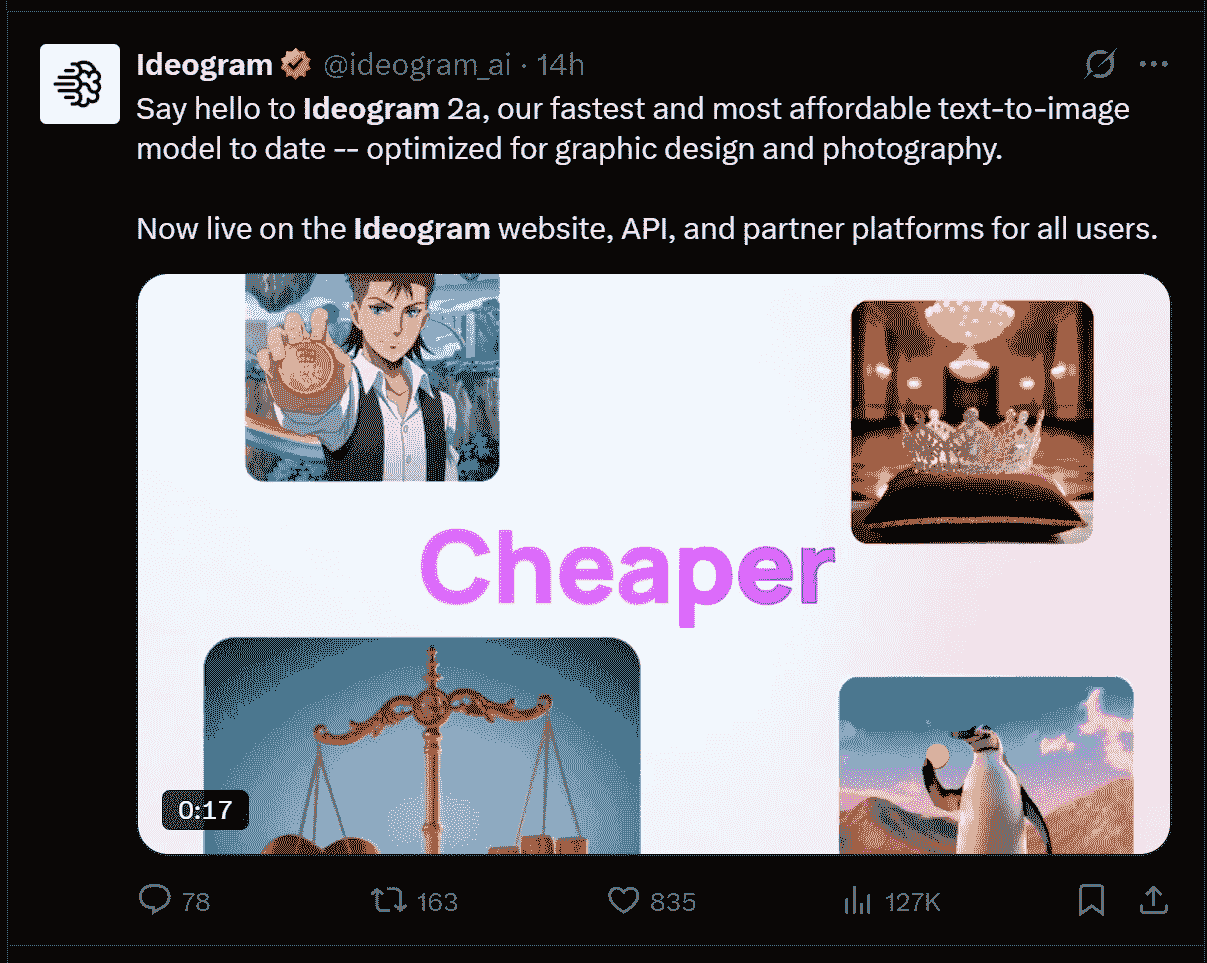 Ideogram @ideogram_ai · 14h
Say hello to Ideogram 2a, our fastest and most affordable text-to-image
model to date -- optimized for graphic design and photography.
Now live on the Ideogram website, API, and partner platforms for all users.
Cheaper
0:17
78 163 835 127K